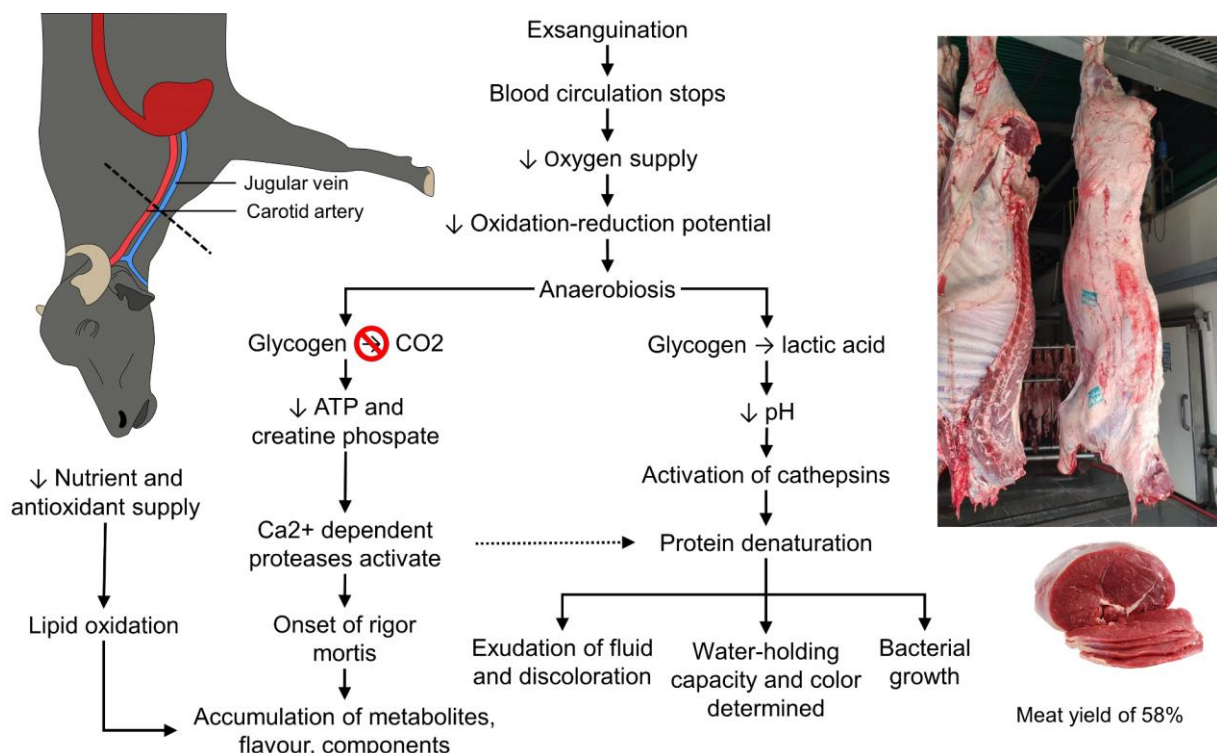 Exsanguination
Blood circulation stops
↓ Oxygen supply
↓ Oxidation-reduction potential
Anaerobiosis
Jugular vein
Carotid artery
Glycogen → CO2
↓ ATP and
creatine phospate
Ca2+ dependent
proteases activate
Onset of rigor
mortis
Accumulation of metabolites,
flavour, components
Glycogen → lactic acid
↓ pH
Activation of cathepsins
Protein denaturation
Exudation of fluid
and discoloration
Water-holding
capacity and color
determined
Bacterial
growth
↓ Nutrient and
antioxidant supply
Lipid oxidation
Meat yield of 58%